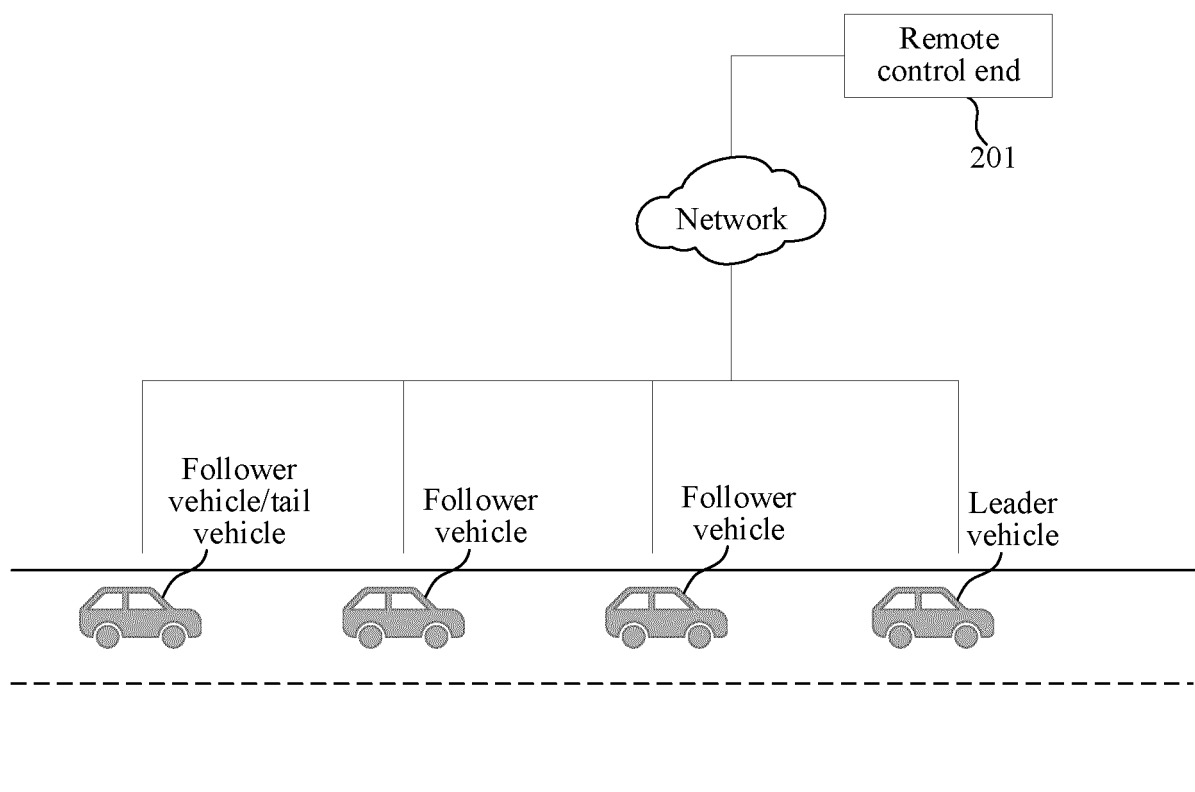 Remote
control end
201
Network
Follower
vehicle/tail
vehicle
Follower
vehicle
Follower
vehicle
Leader
vehicle